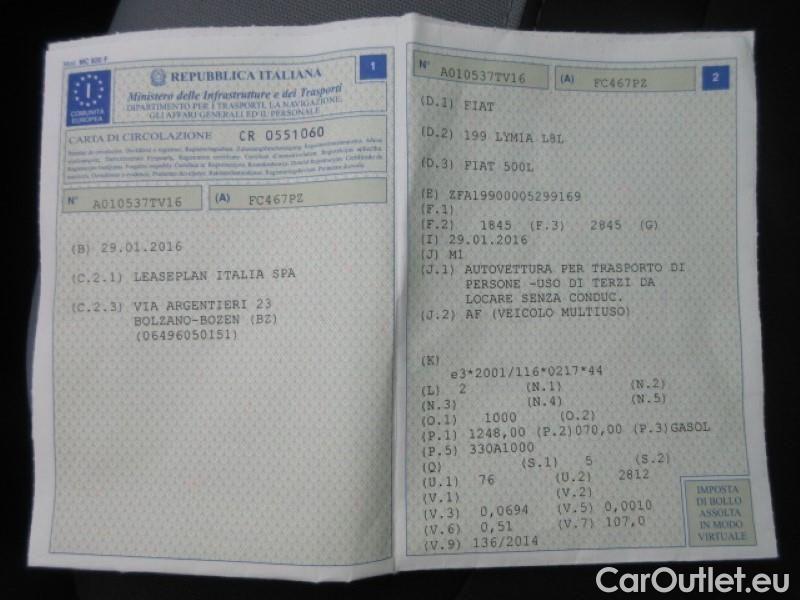 Mod. MC 820 F
REPUBBLICA ITALIANA
1
Ministero delle Infrastrutture e dei Trasporti
DIPARTIMENTO PER I TRASPORTI, LA NAVIGAZIONE,
GLI AFFARI GENERALI ED IL PERSONALE
I
COMUNITÀ
EUROPEA
CARTA DI CIRCOLAZIONE CR 0551060
N° A010537TV16 (A) FC467PZ
(B) 29.01.2016
(C.2.1) LEASEPLAN ITALIA SPA
(C.2.3) VIA ARGENTIERI 23
BOLZANO-BOZEN (BZ)
(06496050151)
N° A010537TV16 (A) FC467PZ 2
(D.1) FIAT
(D.2) 199 LYMIA L8L
(D.3) FIAT 500L
(E) ZFA19900005299169
(F.1)
(F.2) 1845 (F.3) 2845 (G)
(I) 29.01.2016
(J) M1
(J.1) AUTOVETTURA PER TRASPORTO DI
PERSONE -USO DI TERZI DA
LOCARE SENZA CONDUC.
(J.2) AF (VEICOLO MULTIUSO)
(K)
e3*2001/116*0217*44
(L) 2 (N.1) (N.2)
(N.3) (N.4) (N.5)
(O.1) 1000 (O.2)
(P.1) 1248,00 (P.2)070,00 (P.3)GASOL
(P.5) 330A1000
(Q) (S.1) 5 (S.2)
(U.1) 76 (U.2) 2812
(V.1) (V.2)
(V.3) 0,0694 (V.5) 0,0010
(V.6) 0,51 (V.7) 107,0
(V.9) 136/2014
IMPOSTA
DI BOLLO
ASSOLTA
IN MODO
VIRTUALE
CarOutlet.eu